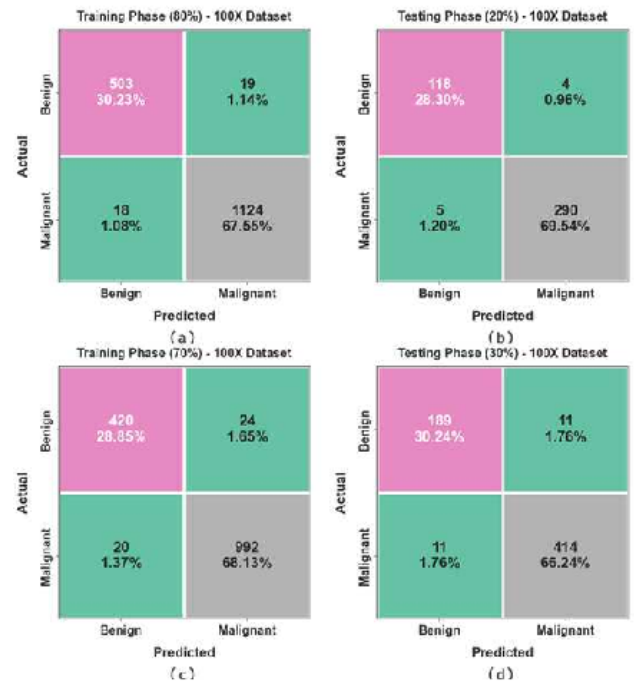 Training Phase (80%) - 100X Dataset
Actual
Benign
503
30.23%
19
1.14%
Malignant
18
1.08%
1124
67.55%
Benign
Malignant
Predicted
(a)
Testing Phase (20%) - 100X Dataset
Actual
Benign
118
28.30%
4
0.96%
Malignant
5
1.20%
290
69.54%
Benign
Malignant
Predicted
(b)
Training Phase (70%) - 100X Dataset
Actual
Benign
420
28.85%
24
1.65%
Malignant
20
1.37%
992
68.13%
Benign
Malignant
Predicted
(c)
Testing Phase (30%) - 100X Dataset
Actual
Benign
189
30.24%
11
1.76%
Malignant
11
1.76%
414
66.24%
Benign
Malignant
Predicted
(d)